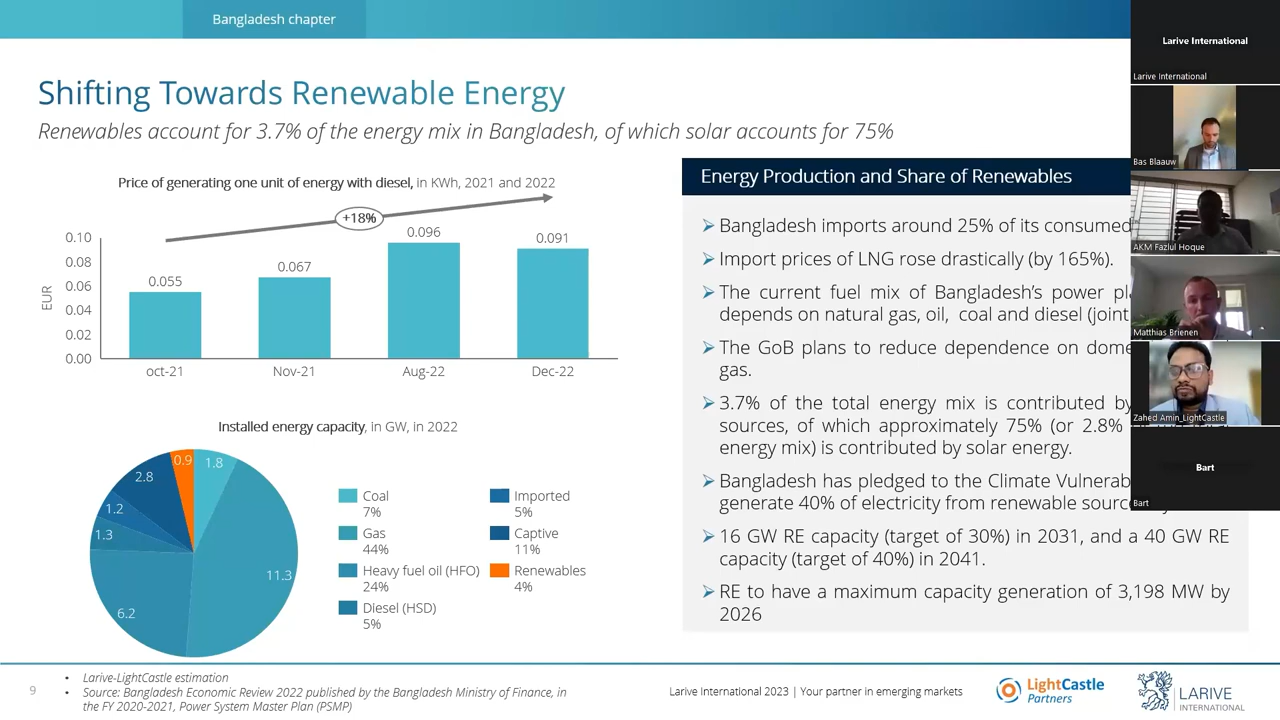 Bangladesh chapter
Shifting Towards Renewable Energy
Renewables account for 3.7% of the energy mix in Bangladesh, of which solar accounts for 75%
Price of generating one unit of energy with diesel, in KWh, 2021 and 2022
+18%
0.10
0.08
0.06
0.04
0.02
0.00
EUR
0.055
0.067
0.096
0.091
oct-21
Nov-21
Aug-22
Dec-22
Installed energy capacity, in GW, in 2022
0.9
1.8
2.8
1.2
1.3
11.3
6.2
Coal
7%
Gas
44%
Heavy fuel oil (HFO)
24%
Diesel (HSD)
5%
Imported
5%
Captive
11%
Renewables
4%
Energy Production and Share of Renewables
Bangladesh imports around 25% of its consumed
Import prices of LNG rose drastically (by 165%).
The current fuel mix of Bangladesh's power
depends on natural gas, oil, coal and diesel (joint
The GoB plans to reduce dependence on
gas.
3.7% of the total energy mix is contributed by
sources, of which approximately 75% (or 2.8%
energy mix) is contributed by solar energy.
Bangladesh has pledged to the Climate
generate 40% of electricity from renewable
16 GW RE capacity (target of 30%) in 2031, and a 40 GW RE
capacity (target of 40%) in 2041.
RE to have a maximum capacity generation of 3,198 MW by
2026
Larive International
Larive International
Bas Blaauw
AKM Fazlul Hoque
Matthias Brienen
Zahed Amin_LightCastle
Bart
Bart
9
Larive-LightCastle estimation
Source: Bangladesh Economic Review 2022 published by the Bangladesh Ministry of Finance, in
the FY 2020-2021, Power System Master Plan (PSMP)
Larive International 2023 | Your partner in emerging markets
LightCastle
Partners
LARIVE
INTERNATIONAL